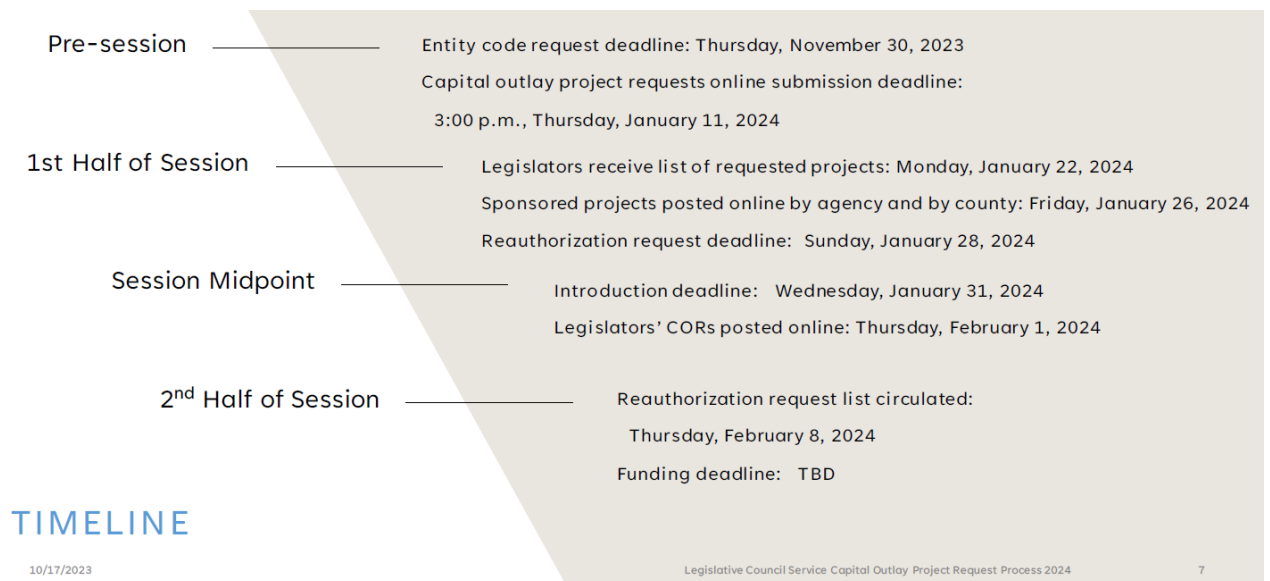 Pre-session
Entity code request deadline: Thursday, November 30, 2023
Capital outlay project requests online submission deadline:
3:00 p.m., Thursday, January 11, 2024
1st Half of Session
Legislators receive list of requested projects: Monday, January 22, 2024
Sponsored projects posted online by agency and by county: Friday, January 26, 2024
Reauthorization request deadline: Sunday, January 28, 2024
Session Midpoint
Introduction deadline: Wednesday, January 31, 2024
Legislators’ CORs posted online: Thursday, February 1, 2024
2nd Half of Session
Reauthorization request list circulated:
Thursday, February 8, 2024
Funding deadline: TBD
TIMELINE
10/17/2023
Legislative Council Service Capital Outlay Project Request Process 2024
7